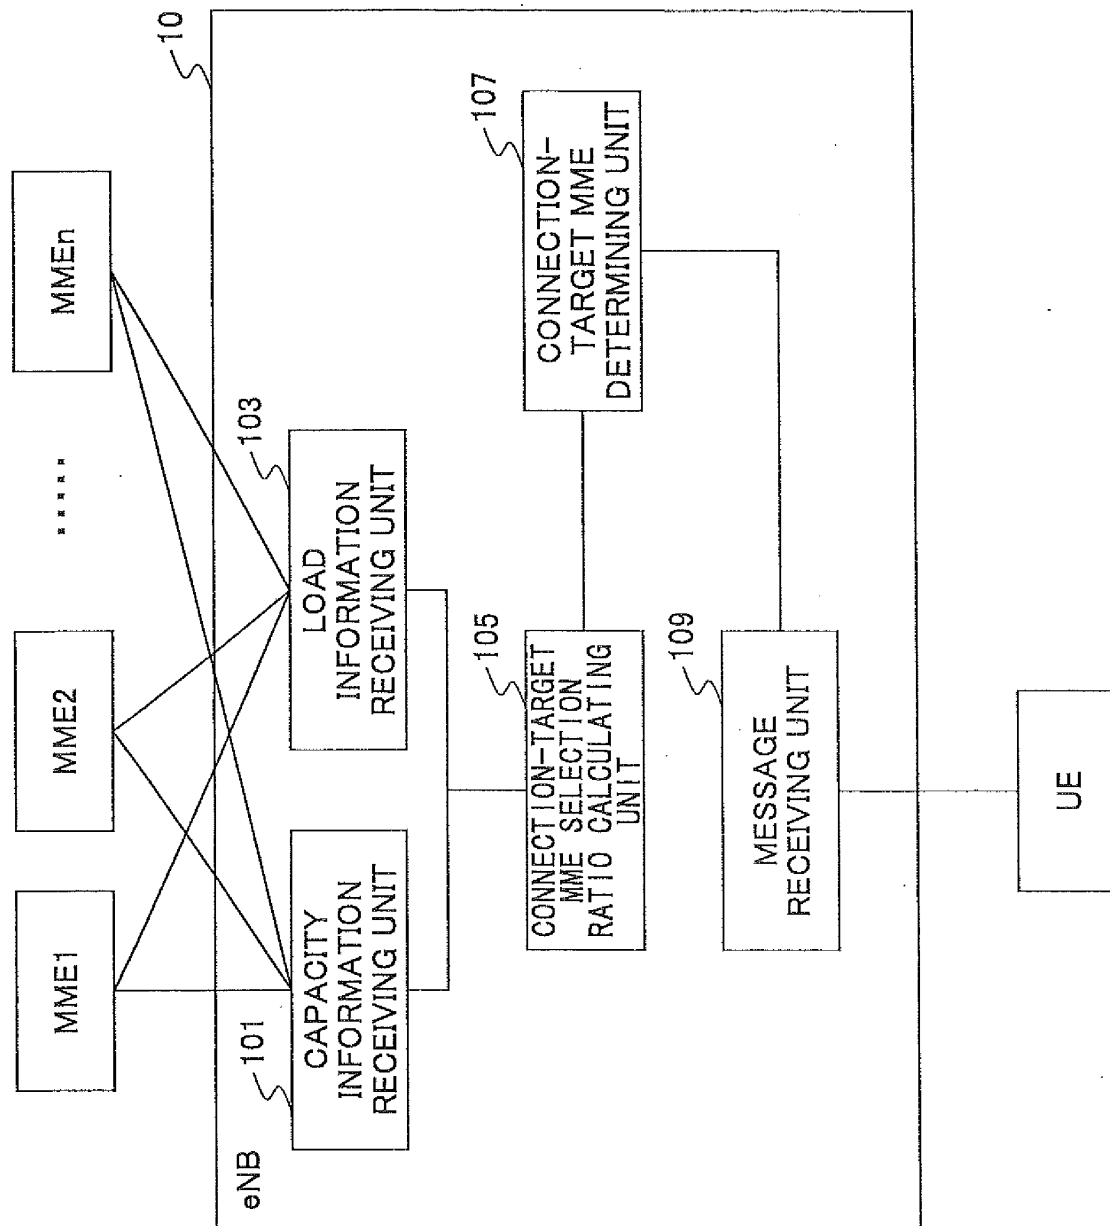 MME1
MME2
.....
MMEn
10
eNB
101
CAPACITY
INFORMATION
RECEIVING UNIT
103
LOAD
INFORMATION
RECEIVING UNIT
105
CONNECTION-TARGET
MME SELECTION
RATIO CALCULATING
UNIT
107
CONNECTION-
TARGET MME
DETERMINING UNIT
109
MESSAGE
RECEIVING UNIT
UE